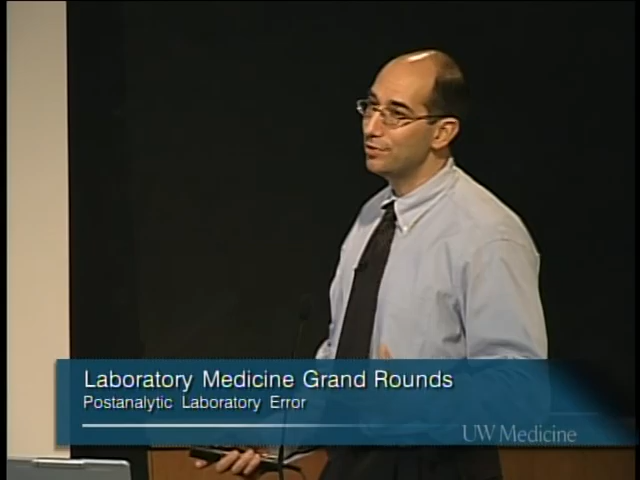 Laboratory Medicine Grand Rounds
Postanalytic Laboratory Error
UW Medicine